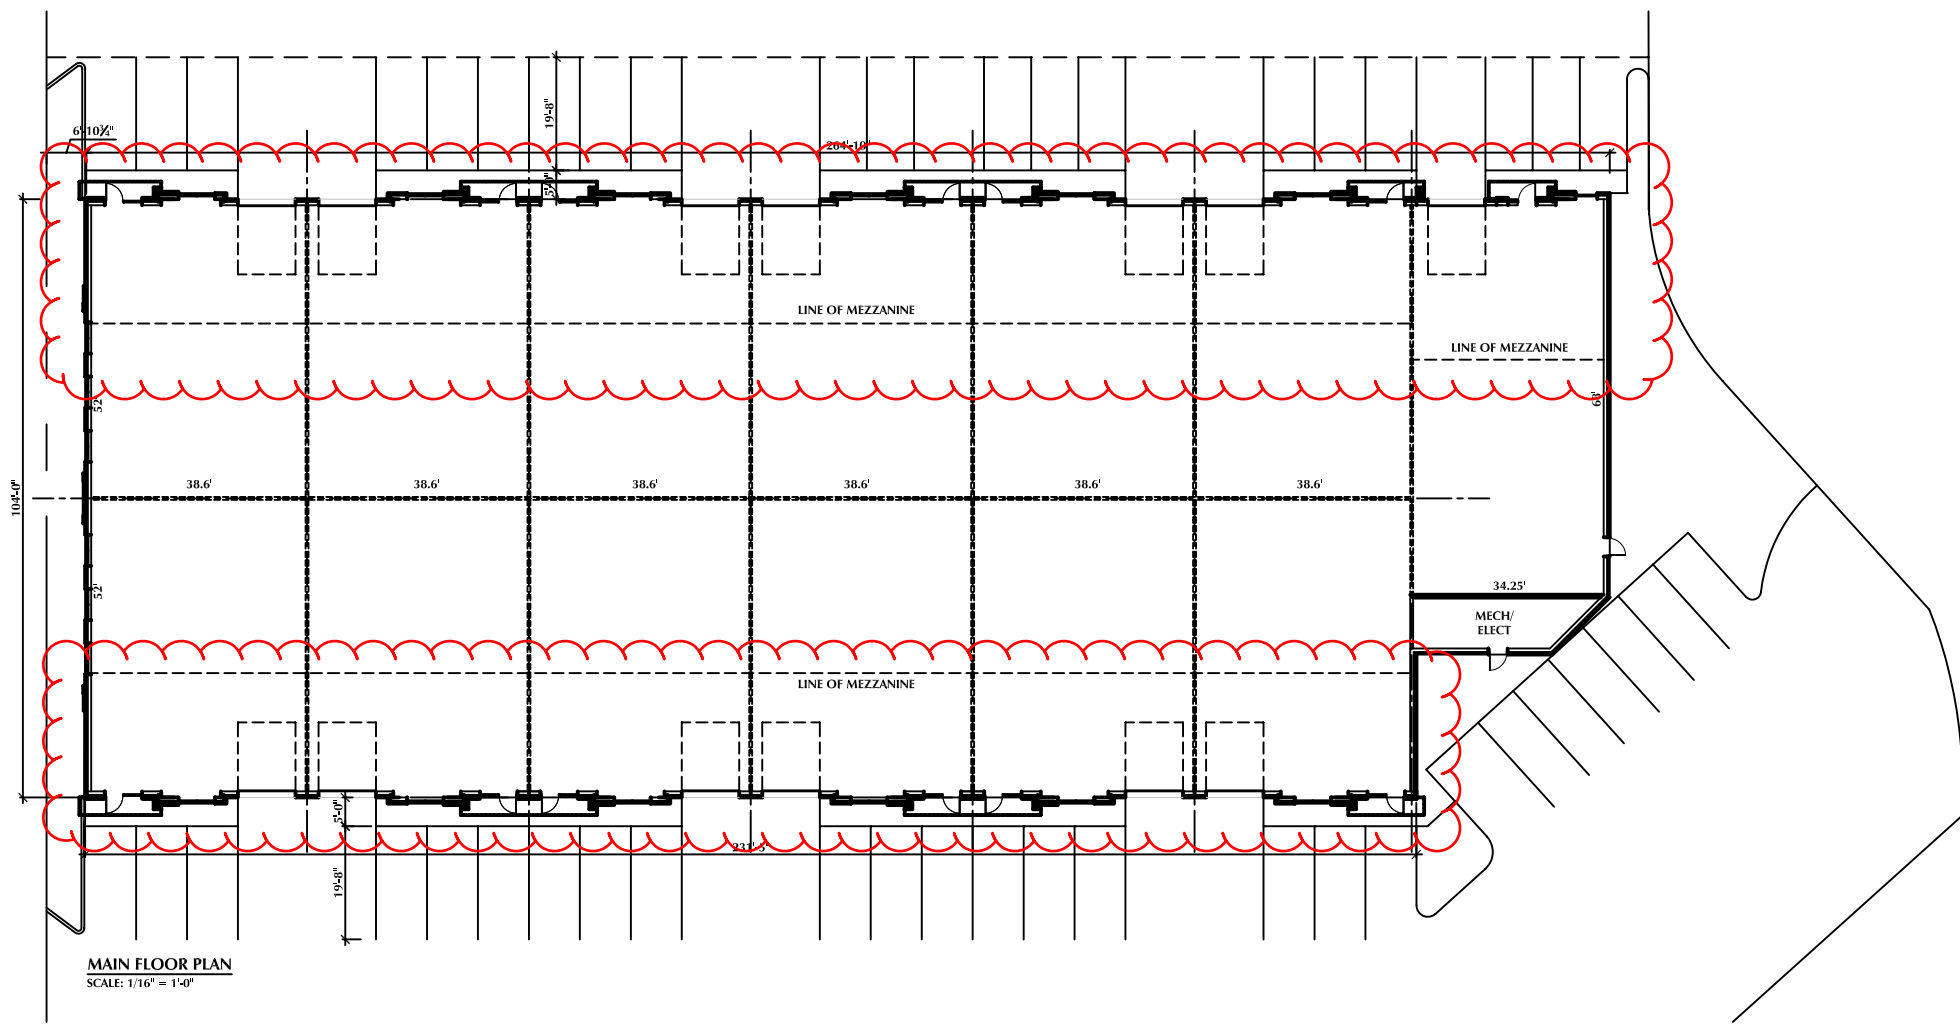 19'-8"
6'-10¾"
264'-10"
5'-0"
LINE OF MEZZANINE
LINE OF MEZZANINE
52'
68'
38.6'
38.6'
38.6'
38.6'
38.6'
38.6'
104'-0"
52'
34.25'
MECH/
ELECT
LINE OF MEZZANINE
5'-0"
231'-5"
19'-8"
MAIN FLOOR PLAN
SCALE: 1/16" = 1'-0"